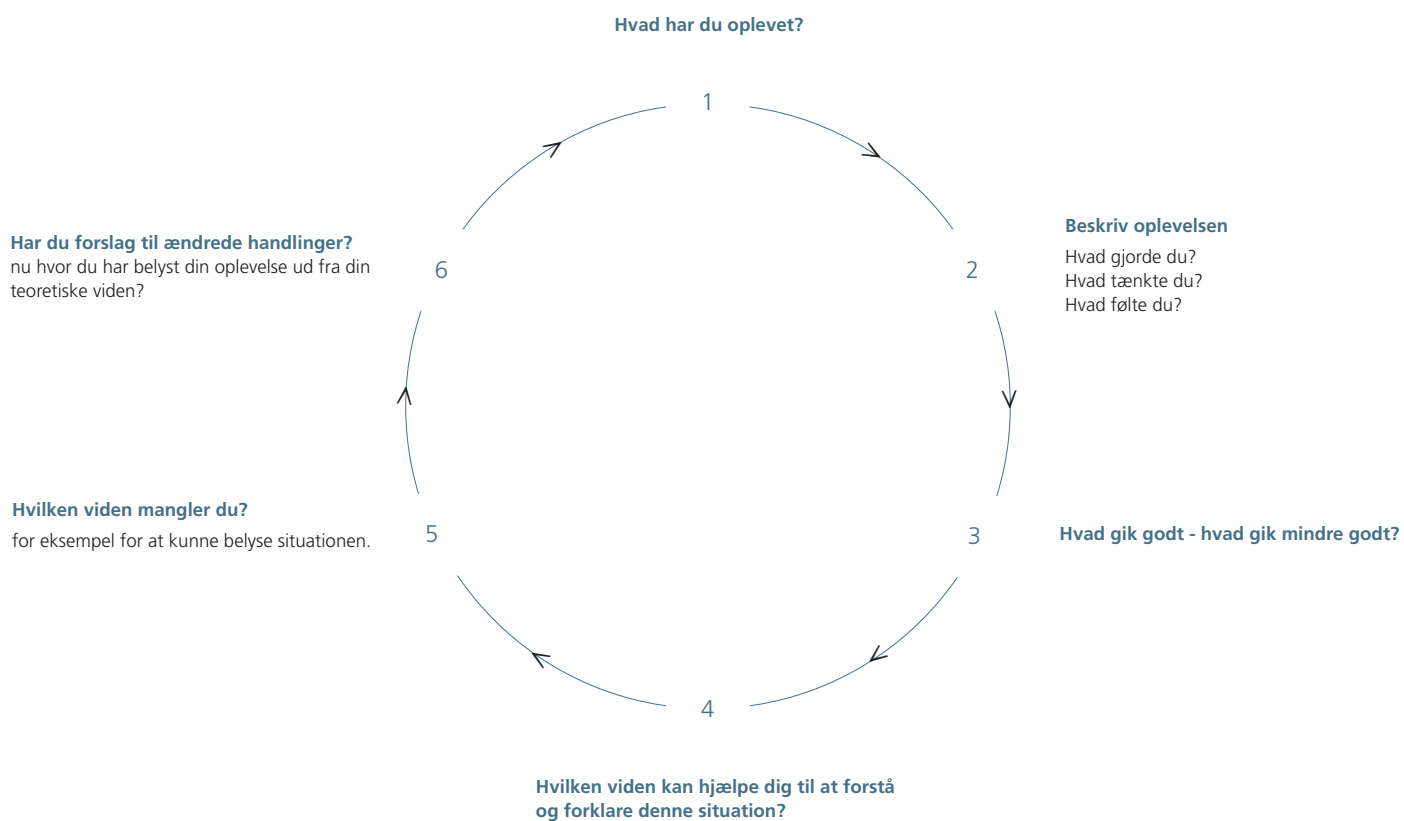 Hvad har du oplevet?
1
2
Beskriv oplevelsen
Hvad gjorde du?
Hvad tænkte du?
Hvad følte du?
3
Hvad gik godt - hvad gik mindre godt?
4
Hvilken viden kan hjælpe dig til at forstå
og forklare denne situation?
5
Hvilken viden mangler du?
for eksempel for at kunne belyse situationen.
6
Har du forslag til ændrede handlinger?
nu hvor du har belyst din oplevelse ud fra din
teoretiske viden?